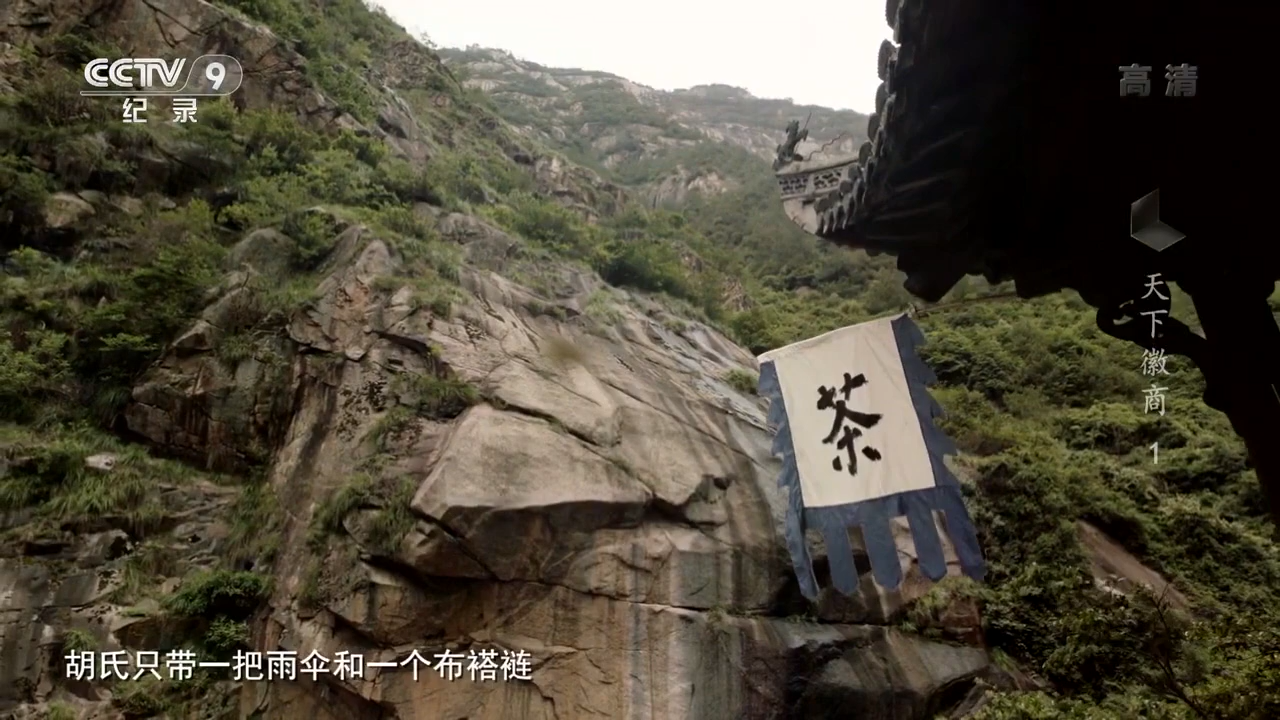 CCTV 9
纪录
高清
天下徽商 1
茶
胡氏只带一把雨伞和一个布褡裢